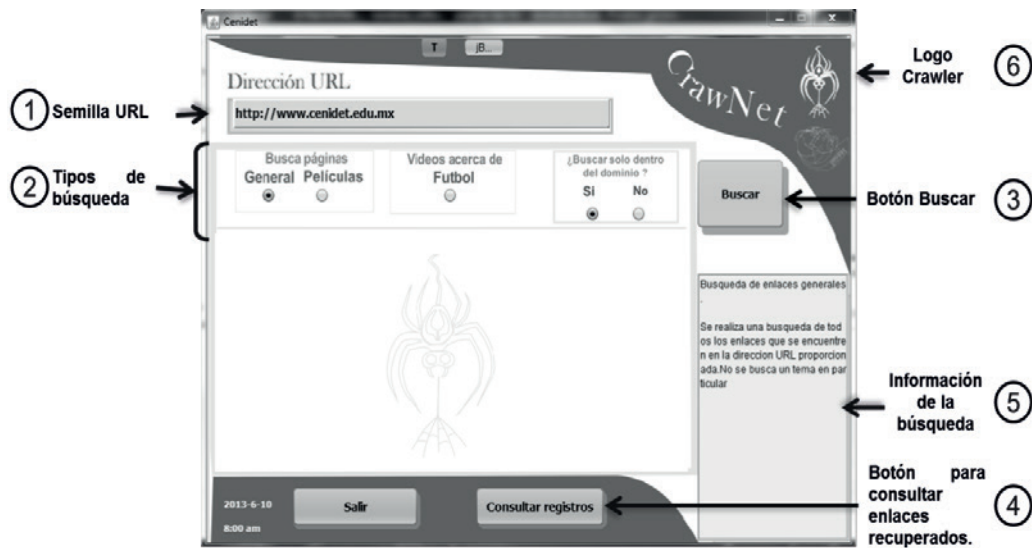 Cenidet
T
jB...
Dirección URL
http://www.cenidet.edu.mx
CrawNet
Busca páginas
General Películas
Videos acerca de
Futbol
¿Buscar solo dentro
del dominio ?
Si No
Buscar
Busqueda de enlaces generales
.
Se realiza una busqueda de tod
os los enlaces que se encuentre
n en la direccion URL proporcion
ada.No se busca un tema en par
ticular
2013-6-10
8:00 am
Salir
Consultar registros
1 Semilla URL
2 Tipos de
búsqueda
Logo
Crawler
6
Botón Buscar 3
Información
de la
búsqueda
5
Botón para
consultar
enlaces
recuperados.
4